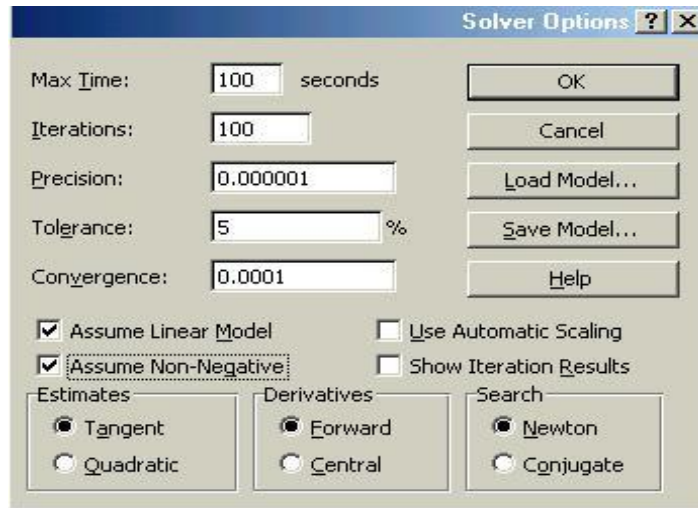 Solver Options
Max Time: 100 seconds
OK
Iterations: 100
Cancel
Precision: 0.000001
Load Model...
Tolerance: 5 %
Save Model...
Convergence: 0.0001
Help
Assume Linear Model
Use Automatic Scaling
Assume Non-Negative
Show Iteration Results
Estimates
Derivatives
Search
Tangent
Forward
Newton
Quadratic
Central
Conjugate